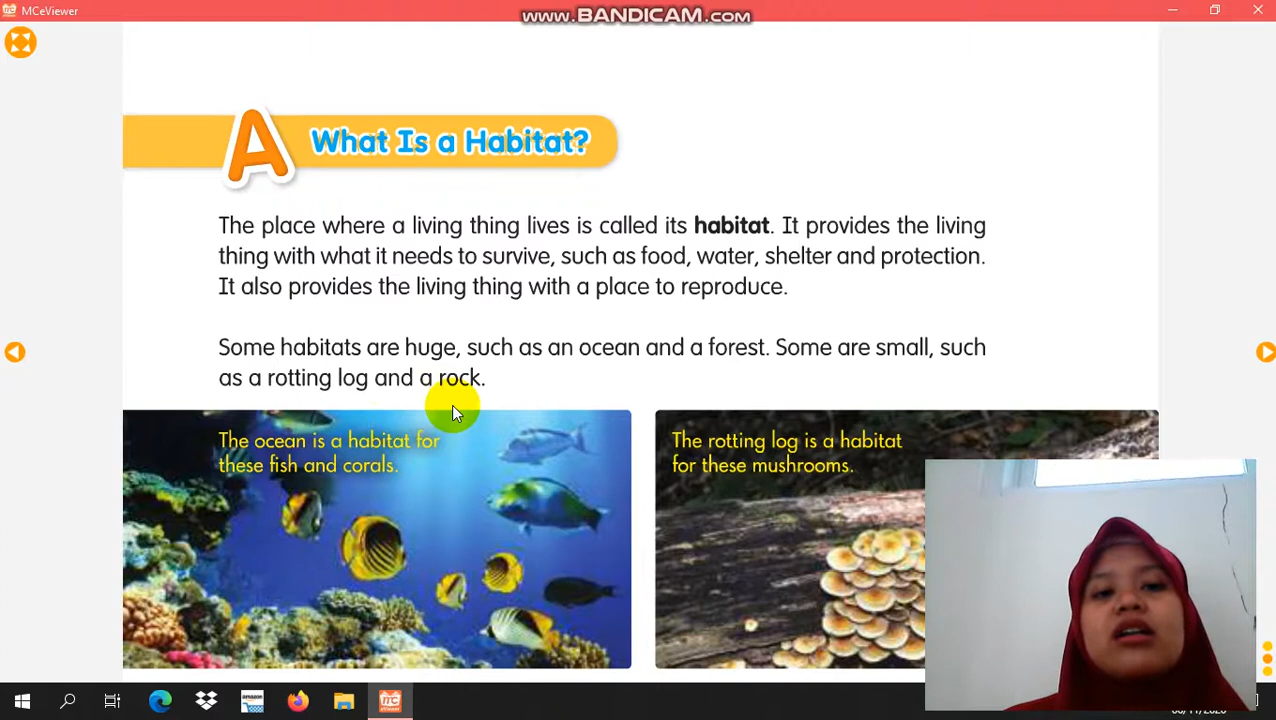 MCeViewer
www.BANDICAM.com
A
What Is a Habitat?
The place where a living thing lives is called its habitat. It provides the living
thing with what it needs to survive, such as food, water, shelter and protection.
It also provides the living thing with a place to reproduce.
Some habitats are huge, such as an ocean and a forest. Some are small, such
as a rotting log and a rock.
The ocean is a habitat for
these fish and corals.
The rotting log is a habitat
for these mushrooms.
amazon